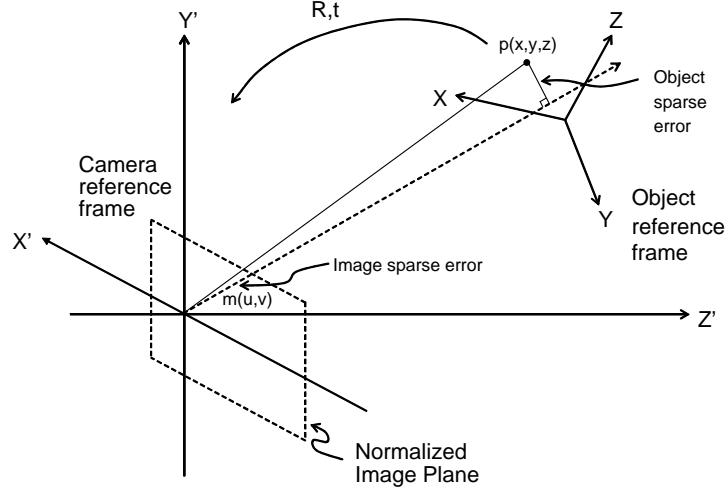 Y'
R,t
p(x,y,z)
Z
X
Object
sparse
error
Camera
reference
frame
Object
reference
frame
Y
X'
Image sparse error
m(u,v)
Z'
Normalized
Image Plane